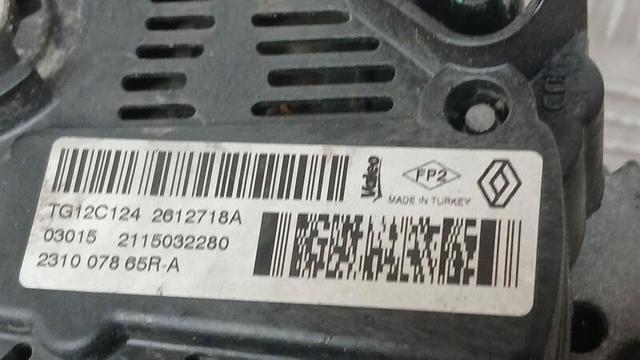 Valeo
FP2
MADE IN TURKEY
TG12C124 2612718A
03015 2115032280
2310 078 65R-A